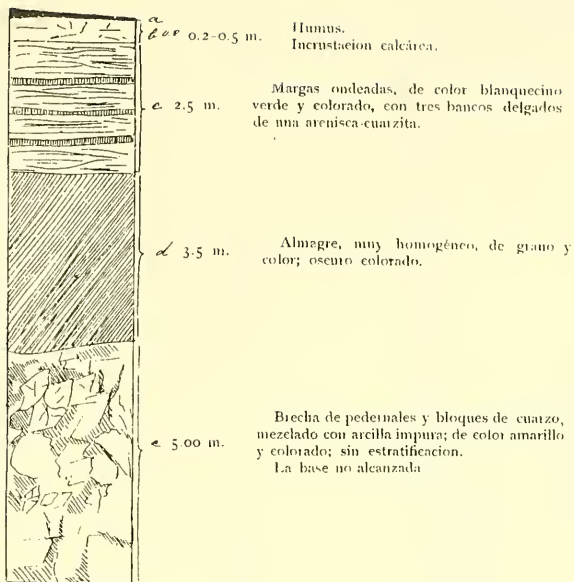 a
b 0.2-0.5 m. Humus.
Incrustacion calcárea.
c 2.5 m. Margas ondeadas, de color blanquecino
verde y colorado, con tres bancos delgados
de una arenisca-cuarzita.
d 3.5 m. Almagre, muy homogéneo, de grano y
color; oscuro colorado.
e 5.00 m. Brecha de pedernales y bloques de cuarzo,
mezclado con arcilla impura; de color amarillo
y colorado; sin estratificacion.
La base no alcanzada